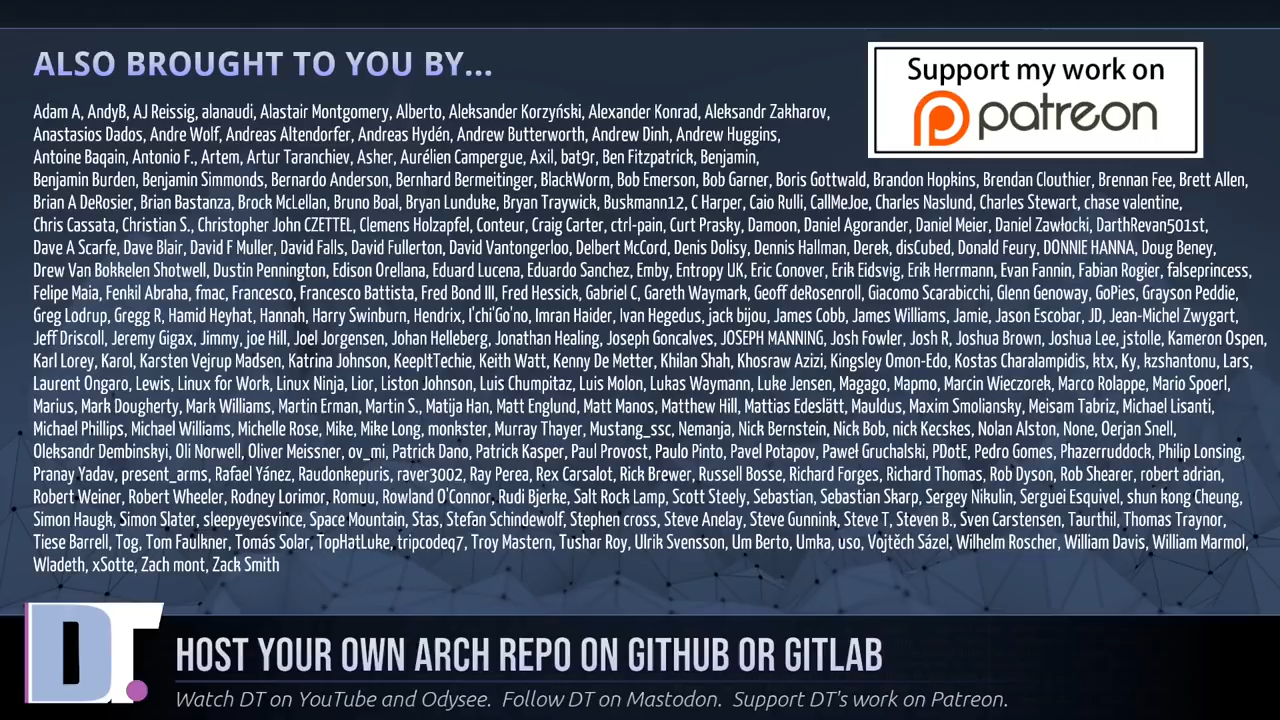 ALSO BROUGHT TO YOU BY...
Support my work on
patreon
Adam A, AndyB, AJ Reissig, alanaudi, Alastair Montgomery, Alberto, Aleksander Korzyński, Alexander Konrad, Aleksandr Zakharov,
Anastasios Dados, Andre Wolf, Andreas Altendorfer, Andreas Hydén, Andrew Butterworth, Andrew Dinh, Andrew Huggins,
Antoine Baqain, Antonio F., Artem, Artur Taranchiev, Asher, Aurélien Campergue, Axil, bat9r, Ben Fitzpatrick, Benjamin,
Benjamin Burden, Benjamin Simmonds, Bernardo Anderson, Bernhard Bermeitinger, BlackWorm, Bob Emerson, Bob Garner, Boris Gottwald, Brandon Hopkins, Brendan Clouthier, Brennan Fee, Brett Allen,
Brian A DeRosier, Brian Bastanza, Brock McLellan, Bruno Boal, Bryan Lunduke, Bryan Traywick, Buskmann12, C Harper, Caio Rulli, CallMeJoe, Charles Naslund, Charles Stewart, chase valentine,
Chris Cassata, Christian S., Christopher John CZETTEL, Clemens Holzapfel, Conteur, Craig Carter, ctrl-pain, Curt Prasky, Damoon, Daniel Agorander, Daniel Meier, Daniel Zawłocki, DarthRevan501st,
Dave A Scarfe, Dave Blair, David F Muller, David Falls, David Fullerton, David Vantongerloo, Delbert McCord, Denis Dolisy, Dennis Hallman, Derek, disCubed, Donald Feury, DONNIE HANNA, Doug Beney,
Drew Van Bokkelen Shotwell, Dustin Pennington, Edison Orellana, Eduard Lucena, Eduardo Sanchez, Emby, Entropy UK, Eric Conover, Erik Eidsvig, Erik Herrmann, Evan Fannin, Fabian Rogier, falseprincess,
Felipe Maia, Fenkil Abraha, fmac, Francesco, Francesco Battista, Fred Bond III, Fred Hessick, Gabriel C, Gareth Waymark, Geoff deRosenroll, Giacomo Scarabicchi, Glenn Genoway, GoPies, Grayson Peddie,
Greg Lodrup, Gregg R, Hamid Heyhat, Hannah, Harry Swinburn, Hendrix, I'chi'Go'no, Imran Haider, Ivan Hegedus, jack bijou, James Cobb, James Williams, Jamie, Jason Escobar, JD, Jean-Michel Zwygart,
Jeff Driscoll, Jeremy Gigax, Jimmy, joe Hill, Joel Jorgensen, Johan Helleberg, Jonathan Healing, Joseph Goncalves, JOSEPH MANNING, Josh Fowler, Josh R, Joshua Brown, Joshua Lee, jstolle, Kameron Ospen,
Karl Lorey, Karol, Karsten Vejrup Madsen, Katrina Johnson, KeepItTechie, Keith Watt, Kenny De Metter, Khilan Shah, Khosraw Azizi, Kingsley Omon-Edo, Kostas Charalampidis, ktx, Ky, kzshantonu, Lars,
Laurent Ongaro, Lewis, Linux for Work, Linux Ninja, Lior, Liston Johnson, Luis Chumpitaz, Luis Molon, Lukas Waymann, Luke Jensen, Magago, Mapmo, Marcin Wieczorek, Marco Rolappe, Mario Spoerl,
Marius, Mark Dougherty, Mark Williams, Martin Erman, Martin S., Matija Han, Matt Englund, Matt Manos, Matthew Hill, Mattias Edeslätt, Mauldus, Maxim Smoliansky, Meisam Tabriz, Michael Lisanti,
Michael Phillips, Michael Williams, Michelle Rose, Mike, Mike Long, monkster, Murray Thayer, Mustang_ssc, Nemanja, Nick Bernstein, Nick Bob, nick Kecskes, Nolan Alston, None, Oerjan Snell,
Oleksandr Dembinskyi, Oli Norwell, Oliver Meissner, ov_mi, Patrick Dano, Patrick Kasper, Paul Provost, Paulo Pinto, Pavel Potapov, Paweł Gruchalski, PDotE, Pedro Gomes, Phazerruddock, Philip Lonsing,
Pranay Yadav, present_arms, Rafael Yánez, Raudonkepuris, raver3002, Ray Perea, Rex Carsalot, Rick Brewer, Russell Bosse, Richard Forges, Richard Thomas, Rob Dyson, Rob Shearer, robert adrian,
Robert Weiner, Robert Wheeler, Rodney Lorimor, Romuu, Rowland O'Connor, Rudi Bjerke, Salt Rock Lamp, Scott Steely, Sebastian, Sebastian Skarp, Sergey Nikulin, Serguei Esquivel, shun kong Cheung,
Simon Haugk, Simon Slater, sleepyeyesvince, Space Mountain, Stas, Stefan Schindewolf, Stephen cross, Steve Anelay, Steve Gunnink, Steve T, Steven B., Sven Carstensen, Taurthil, Thomas Traynor,
Tiese Barrell, Tog, Tom Faulkner, Tomás Solar, TopHatLuke, tripcodeq7, Troy Mastern, Tushar Roy, Ulrik Svensson, Um Berto, Umka, uso, Vojtěch Sázel, Wilhelm Roscher, William Davis, William Marmol,
Wladeth, xSotte, Zach mont, Zack Smith
DT.
HOST YOUR OWN ARCH REPO ON GITHUB OR GITLAB
Watch DT on YouTube and Odysee. Follow DT on Mastodon. Support DT's work on Patreon.